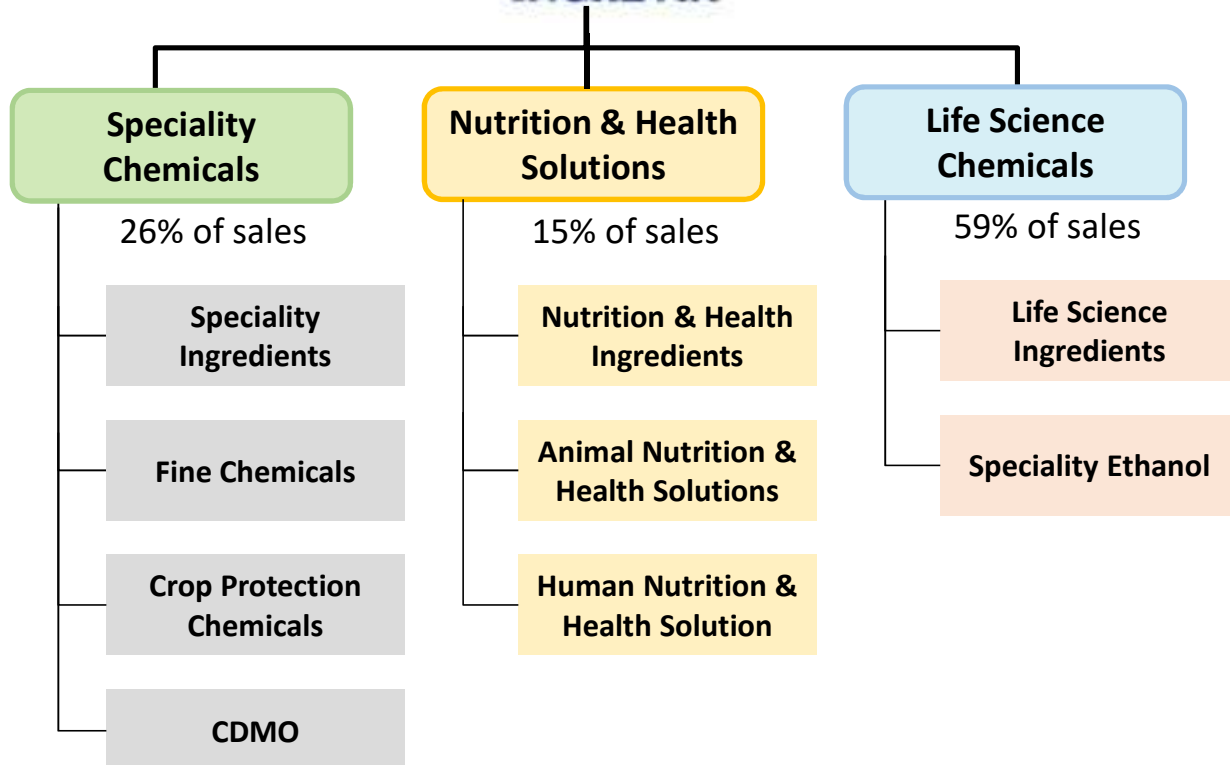 Speciality
Chemicals
26% of sales
Speciality
Ingredients
Fine Chemicals
Crop Protection
Chemicals
CDMO
Nutrition & Health
Solutions
15% of sales
Nutrition & Health
Ingredients
Animal Nutrition &
Health Solutions
Human Nutrition &
Health Solution
Life Science
Chemicals
59% of sales
Life Science
Ingredients
Speciality Ethanol